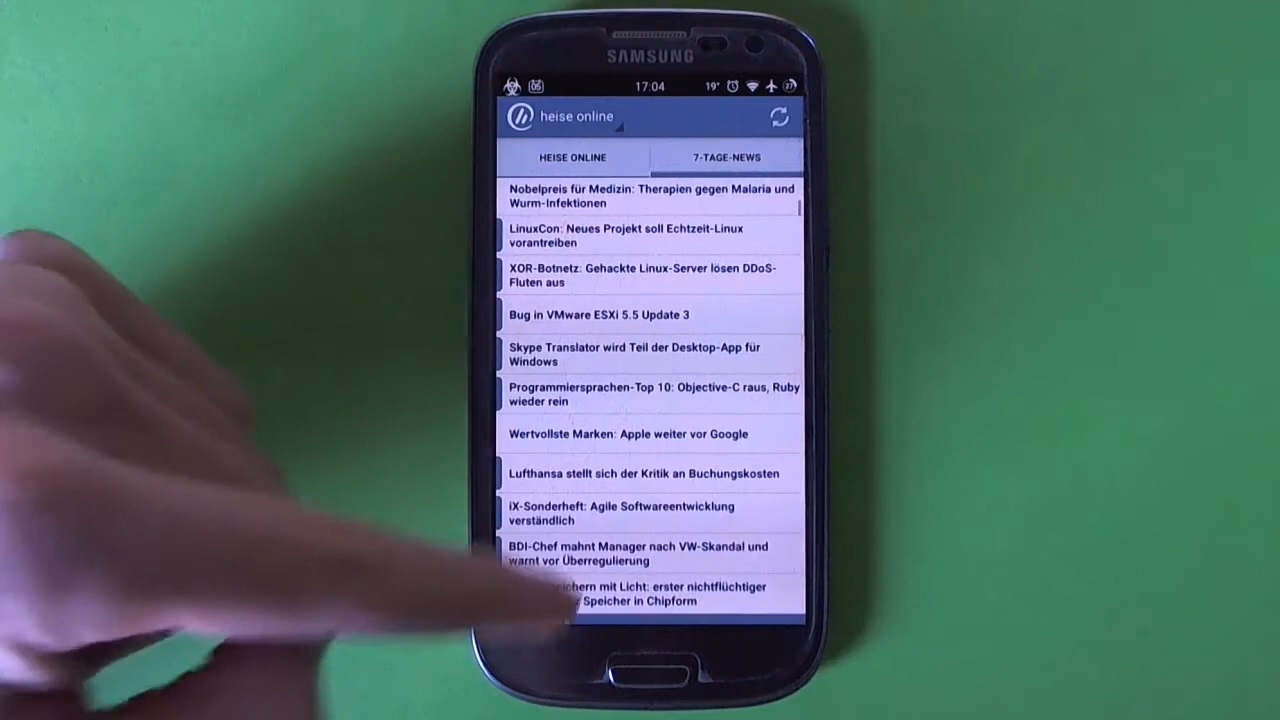 SAMSUNG
05 17:04 19° 27
heise online
HEISE ONLINE 7-TAGE-NEWS
Nobelpreis für Medizin: Therapien gegen Malaria und
Wurm-Infektionen
LinuxCon: Neues Projekt soll Echtzeit-Linux
vorantreiben
XOR-Botnetz: Gehackte Linux-Server lösen DDoS-
Fluten aus
Bug in VMware ESXi 5.5 Update 3
Skype Translator wird Teil der Desktop-App für
Windows
Programmiersprachen-Top 10: Objective-C raus, Ruby
wieder rein
Wertvollste Marken: Apple weiter vor Google
Lufthansa stellt sich der Kritik an Buchungskosten
iX-Sonderheft: Agile Softwareentwicklung
verständlich
BDI-Chef mahnt Manager nach VW-Skandal und
warnt vor Überregulierung
mit Licht: erster nichtflüchtiger
Speicher in Chipform